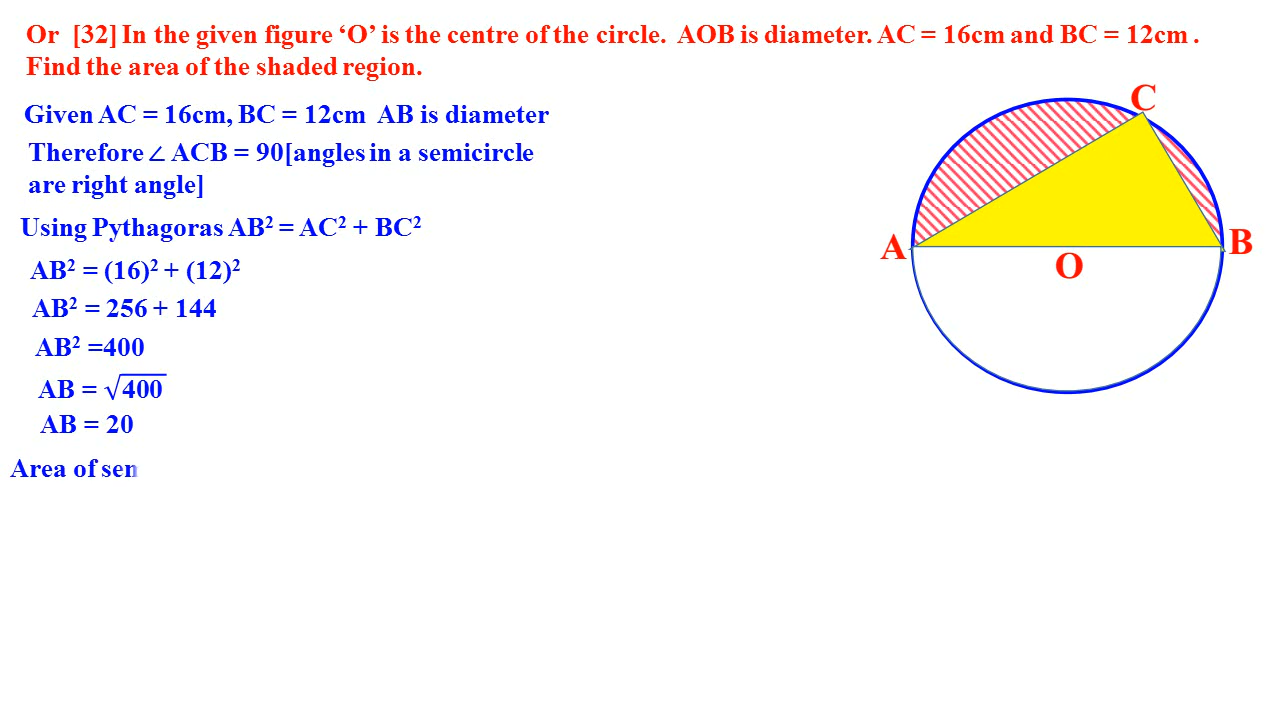 Or [32] In the given figure ‘O’ is the centre of the circle. AOB is diameter. AC = 16cm and BC = 12cm .
Find the area of the shaded region.
Given AC = 16cm, BC = 12cm AB is diameter
Therefore ∠ ACB = 90[angles in a semicircle
are right angle]
Using Pythagoras AB² = AC² + BC²
AB² = (16)² + (12)²
AB² = 256 + 144
AB² =400
AB = √400
AB = 20
Area of sem
C
A
B
O